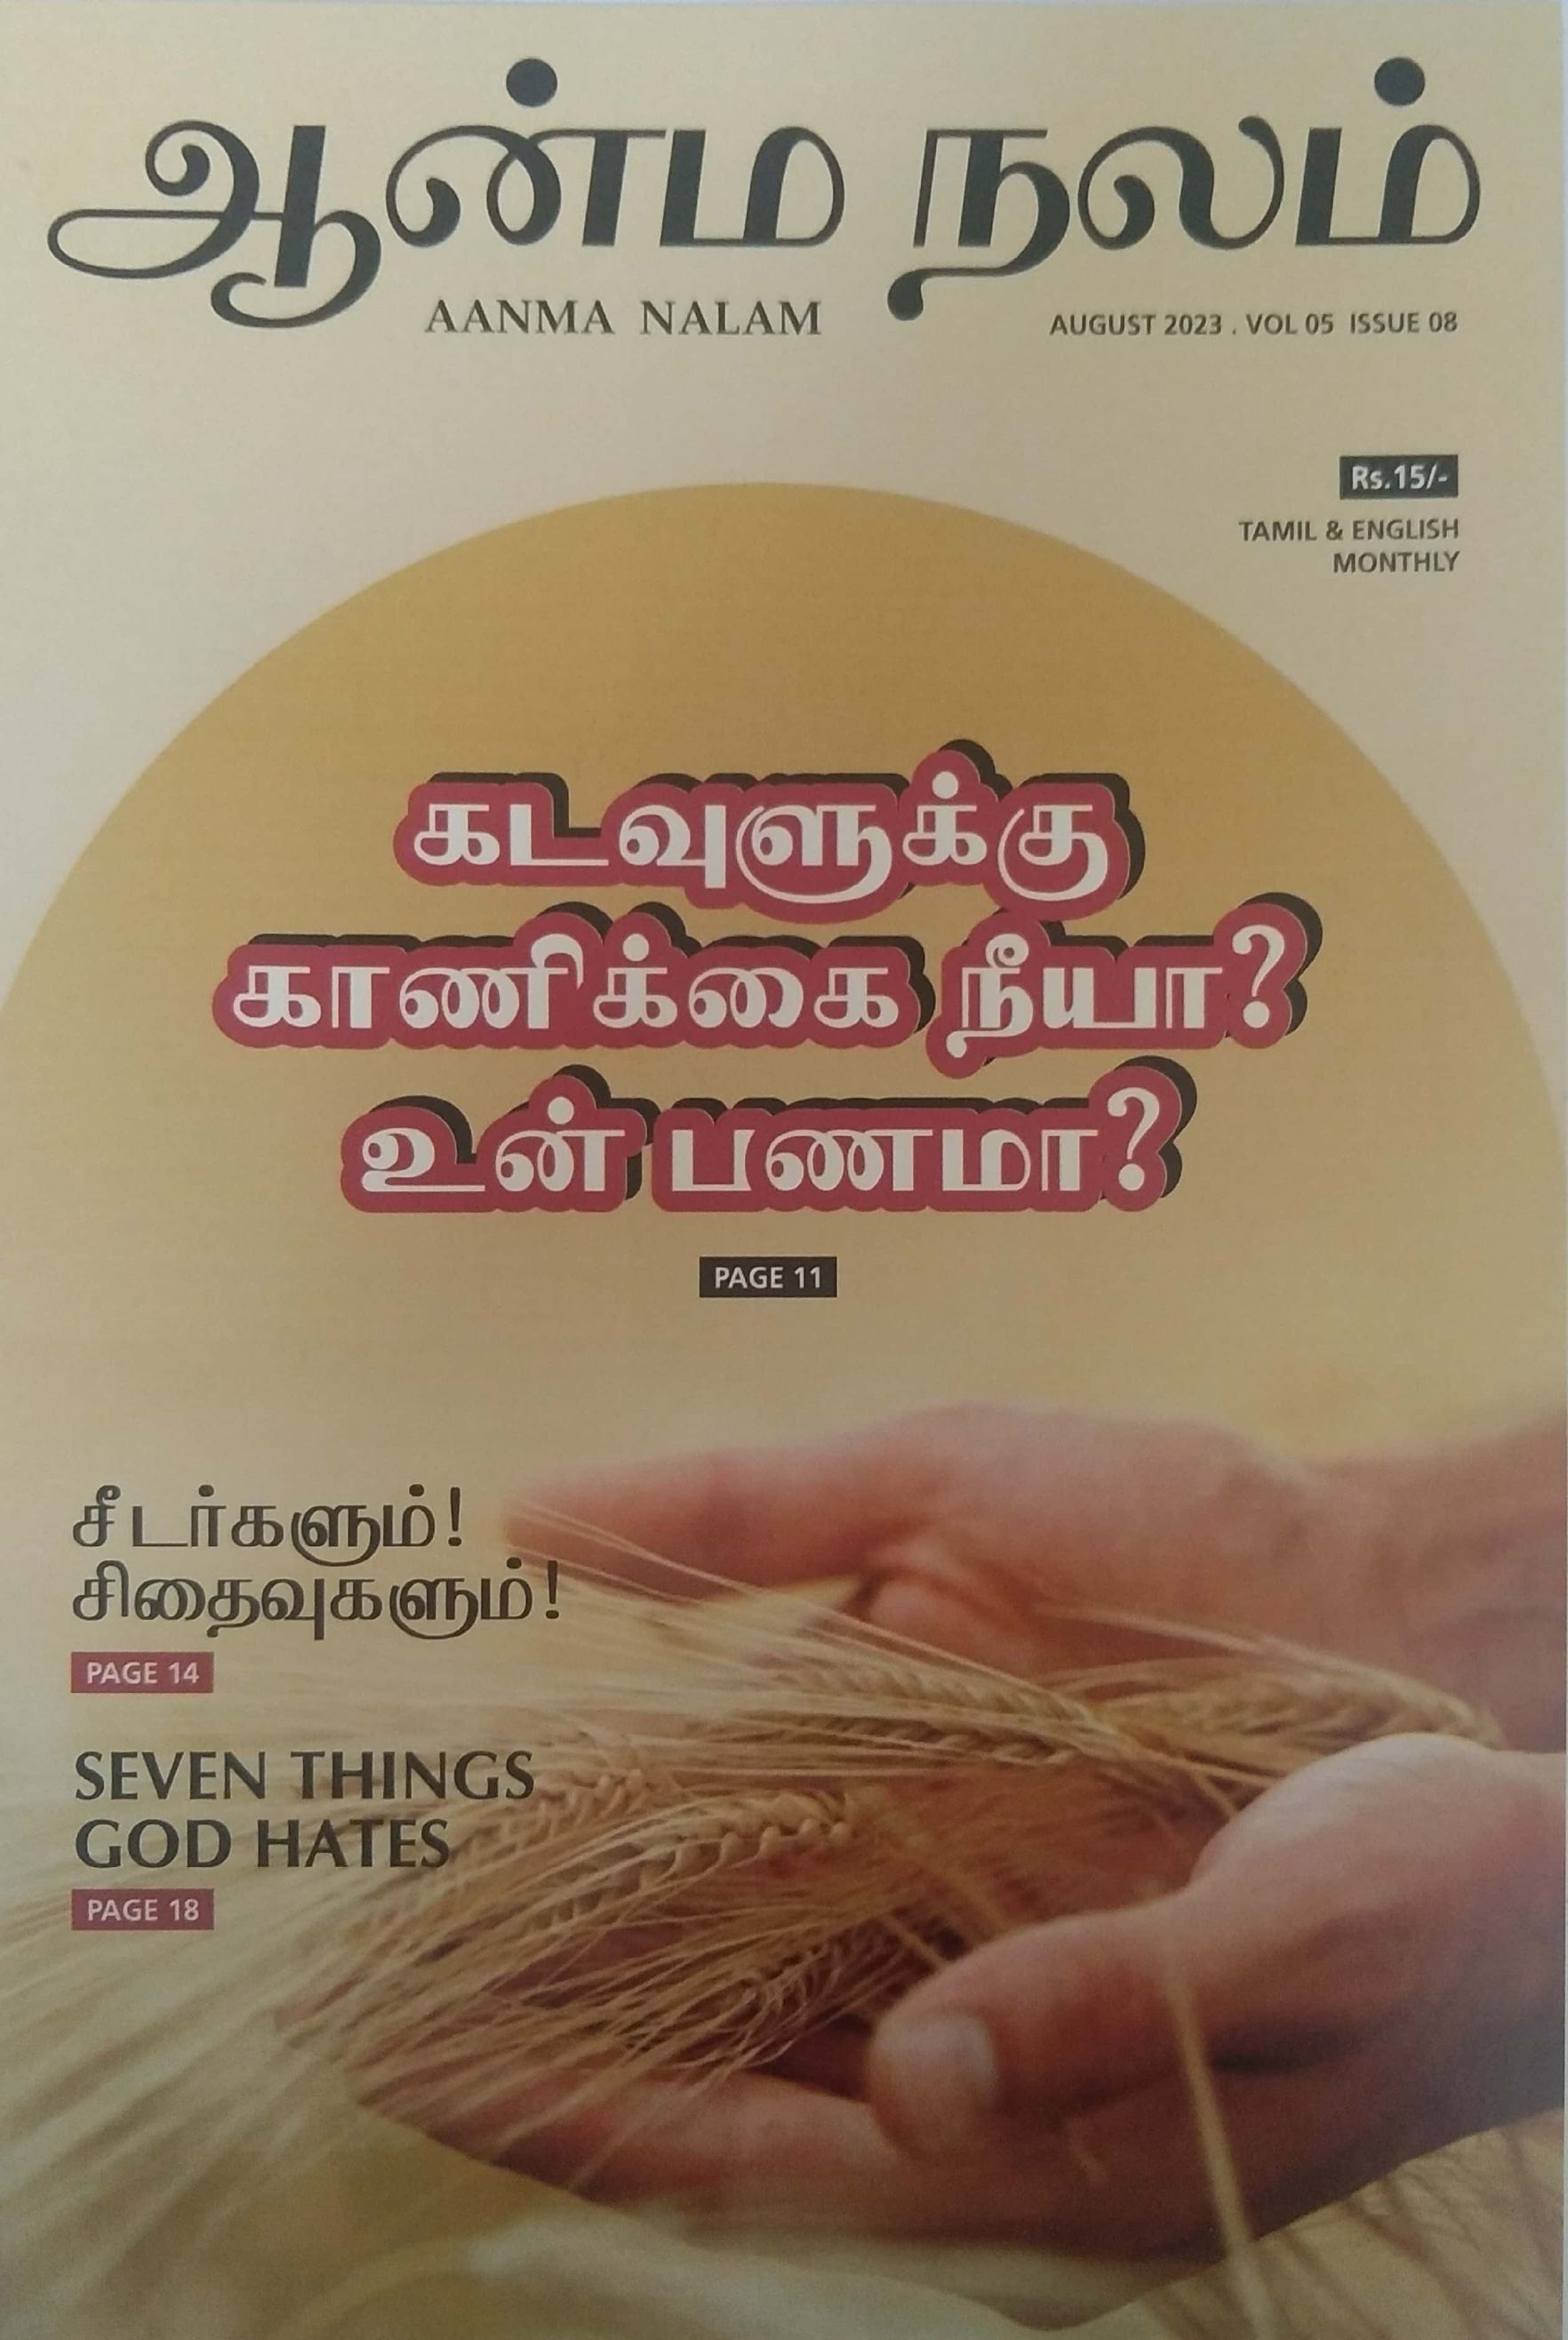 ஆன்ம நலம்
AANMA NALAM
AUGUST 2023 . VOL 05 ISSUE 08
Rs.15/-
TAMIL & ENGLISH
MONTHLY
கடவுளுக்கு
காணிக்கை நீயா?
உன் பணமா?
PAGE 11
சீடர்களும்!
சிதைவுகளும்!
PAGE 14
SEVEN THINGS
GOD HATES
PAGE 18